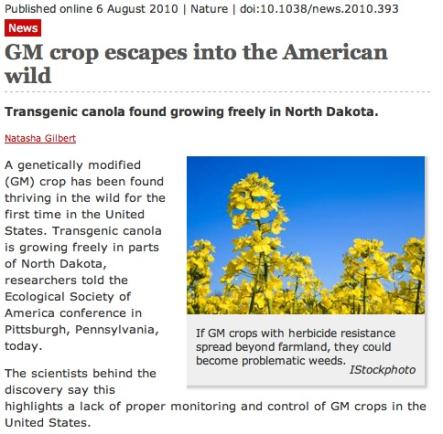 Published online 6 August 2010 | Nature | doi:10.1038/news.2010.393
News
GM crop escapes into the American
wild
Transgenic canola found growing freely in North Dakota.
Natasha Gilbert
A genetically modified
(GM) crop has been found
thriving in the wild for the
first time in the United
States. Transgenic canola
is growing freely in parts
of North Dakota,
researchers told the
Ecological Society of
America conference in
Pittsburgh, Pennsylvania,
today.
If GM crops with herbicide resistance
spread beyond farmland, they could
become problematic weeds.
IStockphoto
The scientists behind the
discovery say this
highlights a lack of proper monitoring and control of GM crops in the
United States.